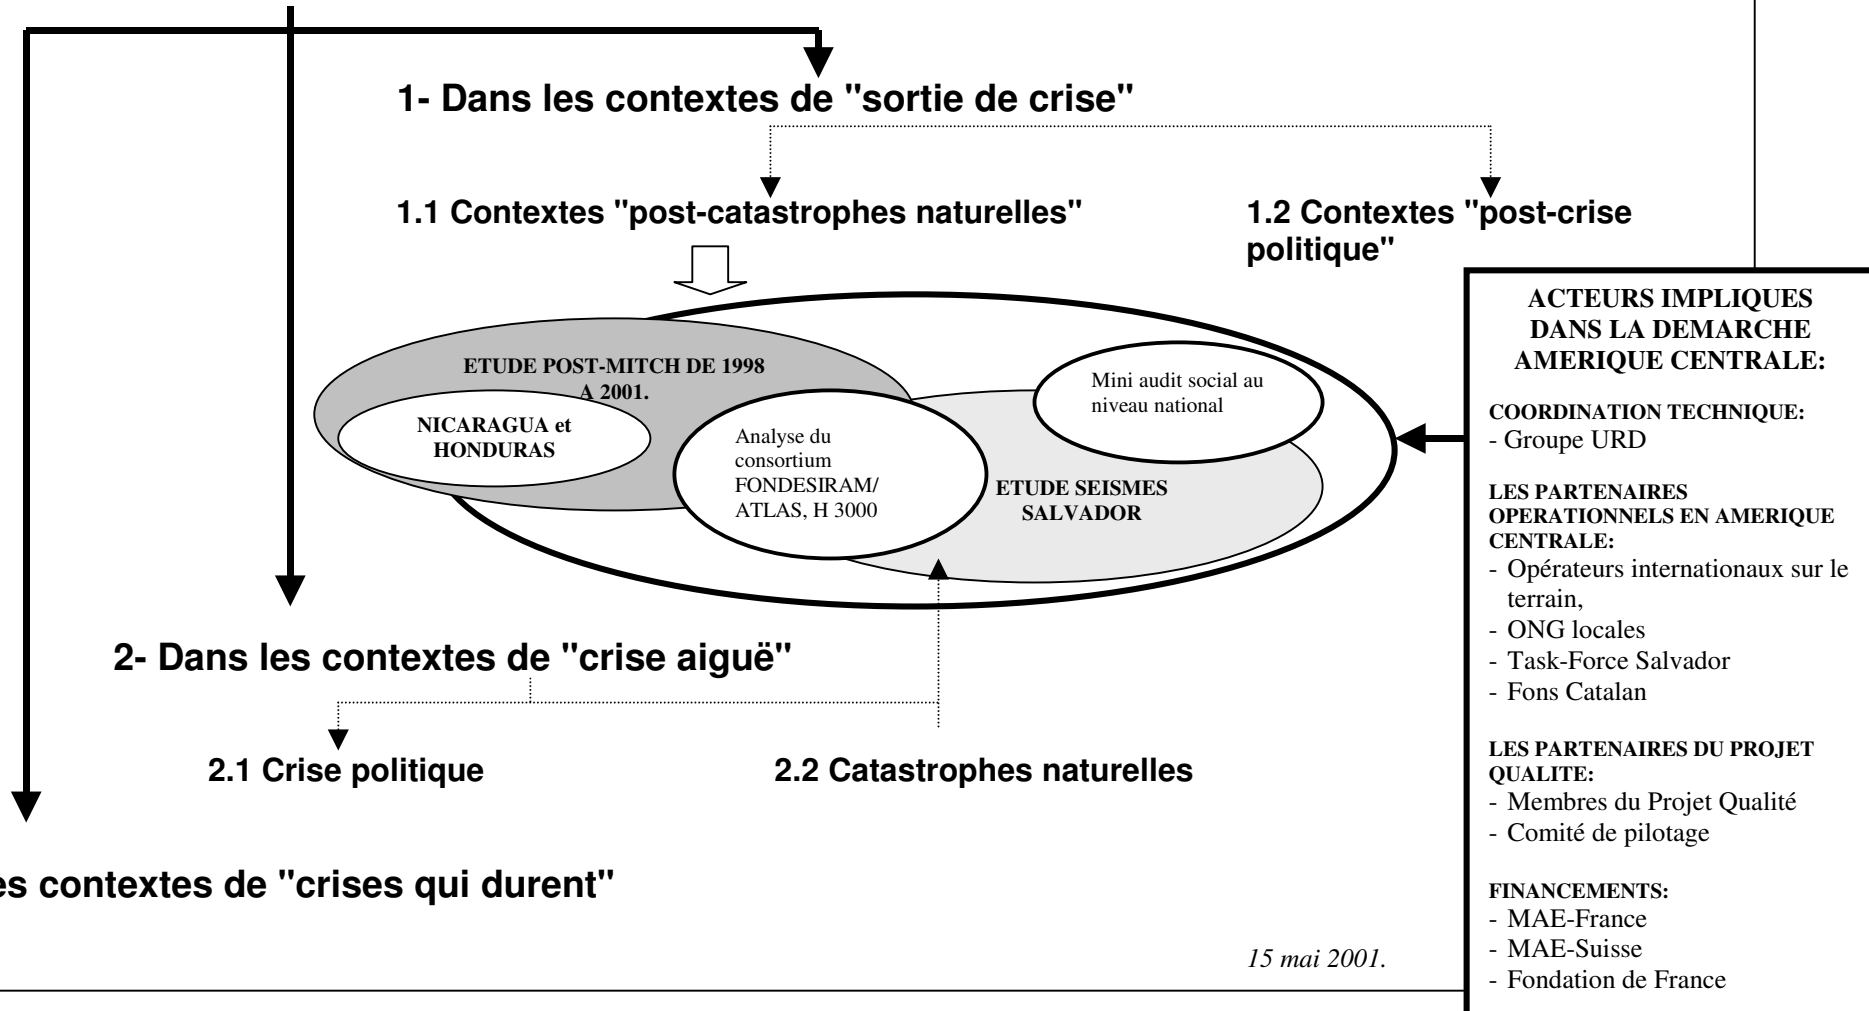 1- Dans les contextes de "sortie de crise"
1.1 Contextes "post-catastrophes naturelles"
1.2 Contextes "post-crise
politique"
ETUDE POST-MITCH DE 1998
A 2001.
NICARAGUA et
HONDURAS
Analyse du
consortium
FONDESIRAM/
ATLAS, H 3000
Mini audit social au
niveau national
ETUDE SEISMES
SALVADOR
2- Dans les contextes de "crise aiguë"
2.1 Crise politique
2.2 Catastrophes naturelles
es contextes de "crises qui durent"
15 mai 2001.
ACTEURS IMPLIQUES
DANS LA DEMARCHE
AMERIQUE CENTRALE:
COORDINATION TECHNIQUE:
- Groupe URD
LES PARTENAIRES
OPERATIONNELS EN AMERIQUE
CENTRALE:
- Opérateurs internationaux sur le
terrain,
- ONG locales
- Task-Force Salvador
- Fons Catalan
LES PARTENAIRES DU PROJET
QUALITE:
- Membres du Projet Qualité
- Comité de pilotage
FINANCEMENTS:
- MAE-France
- MAE-Suisse
- Fondation de France